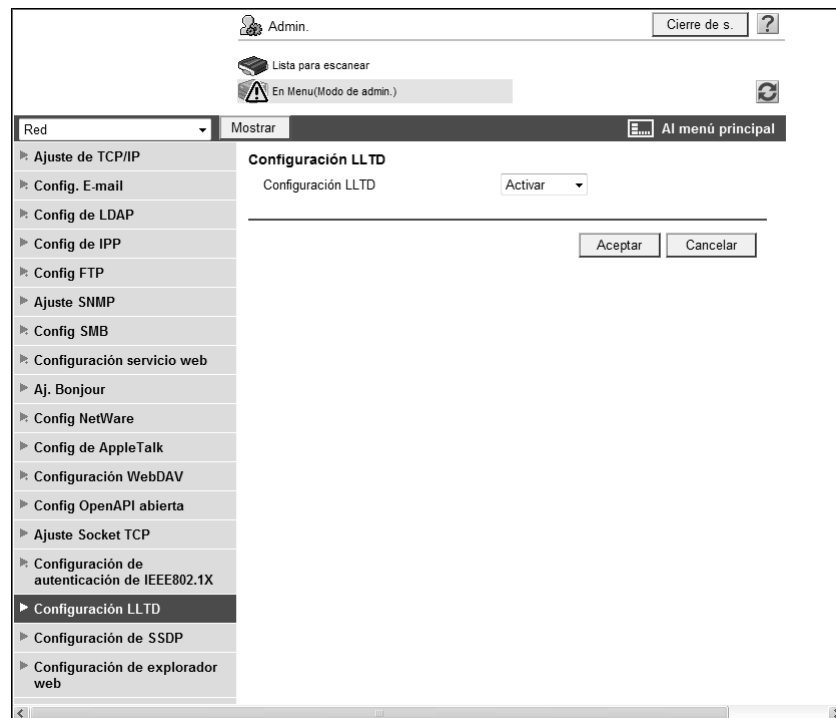 Admin.
Cierre de s.
?
Lista para escanear
En Menu(Modo de admin.)
Red
Mostrar
Al menú principal
Ajuste de TCP/IP
Config. E-mail
Config de LDAP
Config de IPP
Config FTP
Ajuste SNMP
Config SMB
Configuración servicio web
Aj. Bonjour
Config NetWare
Config de AppleTalk
Configuración WebDAV
Config OpenAPI abierta
Ajuste Socket TCP
Configuración de
autenticación de IEEE802.1X
Configuración LLTD
Configuración de SSDP
Configuración de explorador
web
Configuración LLTD
Configuración LLTD
Activar
Aceptar
Cancelar